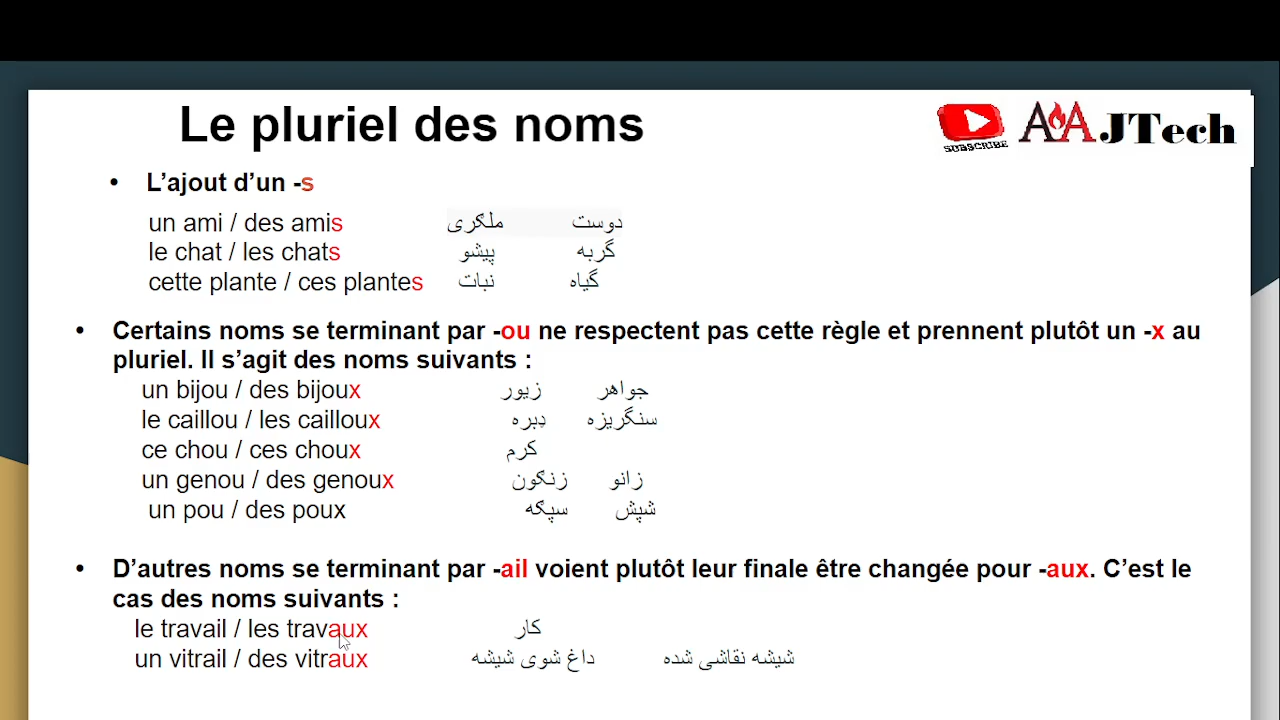 Le pluriel des noms
SUBSCRIBE
AAJTech
• L’ajout d’un -s
un ami / des amis ملګری دوست
le chat / les chats پیشو گربه
cette plante / ces plantes نبات گیاه
• Certains noms se terminant par -ou ne respectent pas cette règle et prennent plutôt un -x au
pluriel. Il s’agit des noms suivants :
un bijou / des bijoux زیور جواهر
le caillou / les cailloux ډبره سنگریزه
ce chou / ces choux کرم
un genou / des genoux زنګون زانو
un pou / des poux سپګه شپش
• D’autres noms se terminant par -ail voient plutôt leur finale être changée pour -aux. C’est le
cas des noms suivants :
le travail / les travaux کار
un vitrail / des vitraux داغ شوی شیشه شیشه نقاشی شده